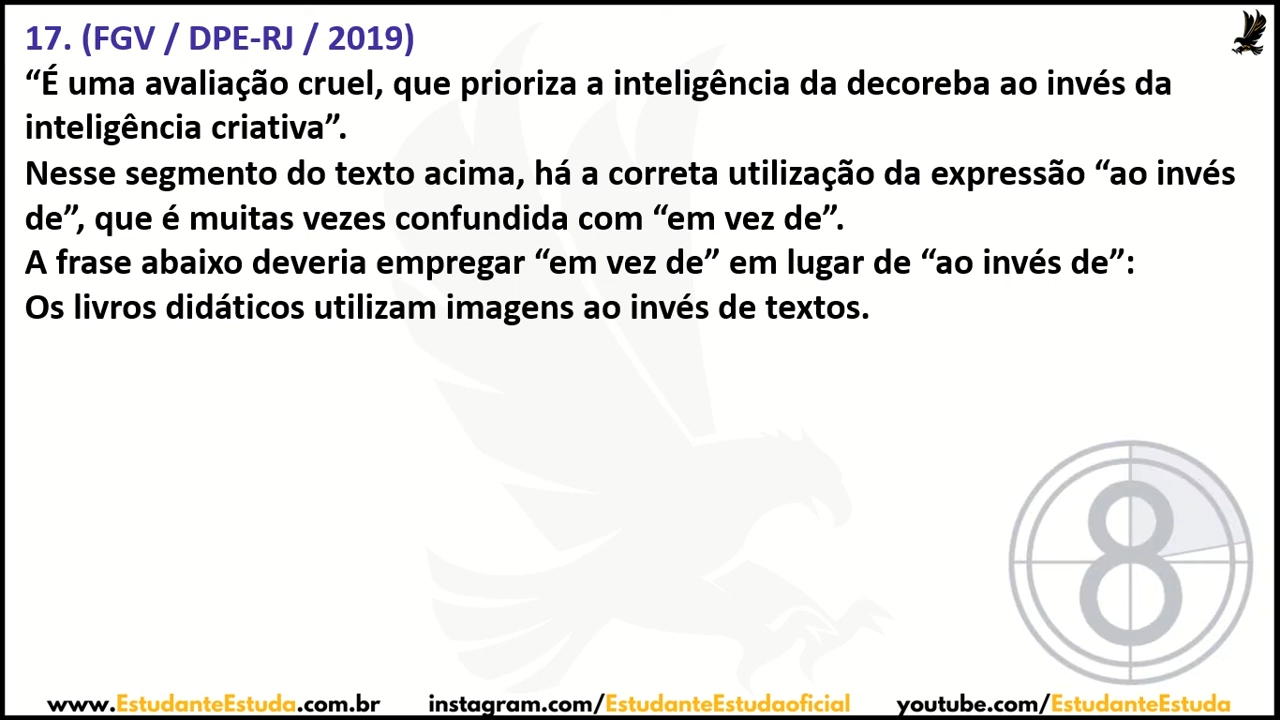 17. (FGV / DPE-RJ / 2019)
“É uma avaliação cruel, que prioriza a inteligência da decoreba ao invés da
inteligência criativa”.
Nesse segmento do texto acima, há a correta utilização da expressão “ao invés
de”, que é muitas vezes confundida com “em vez de”.
A frase abaixo deveria empregar “em vez de” em lugar de “ao invés de”:
Os livros didáticos utilizam imagens ao invés de textos.
8
www.EstudanteEstuda.com.br instagram.com/EstudanteEstudaoficial youtube.com/EstudanteEstuda